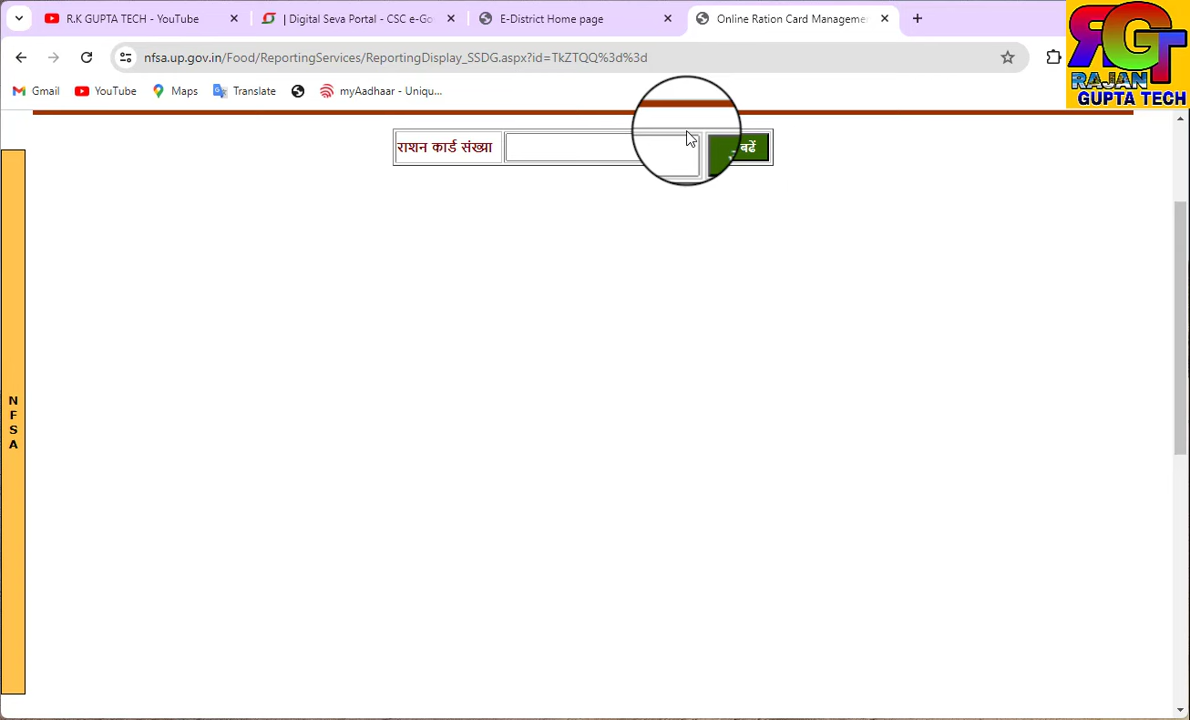 R.K GUPTA TECH - YouTube
| Digital Seva Portal - CSC e-Go
E-District Home page
Online Ration Card Manageme
nfsa.up.gov.in/Food/ReportingServices/ReportingDisplay_SSDG.aspx?id=TkZTQQ%3d%3d
Gmail
YouTube
Maps
Translate
myAadhaar - Uniqu...
RGT
RAJAN
GUPTA TECH
राशन कार्ड संख्या
बढें
N
F
S
A